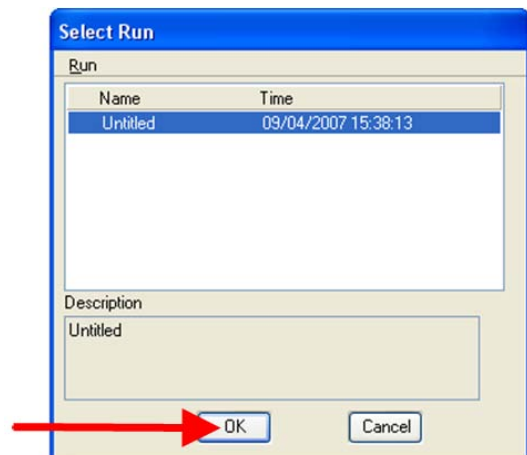 Select Run
Run
Name Time
Untitled 09/04/2007 15:38:13
Description
Untitled
OK Cancel